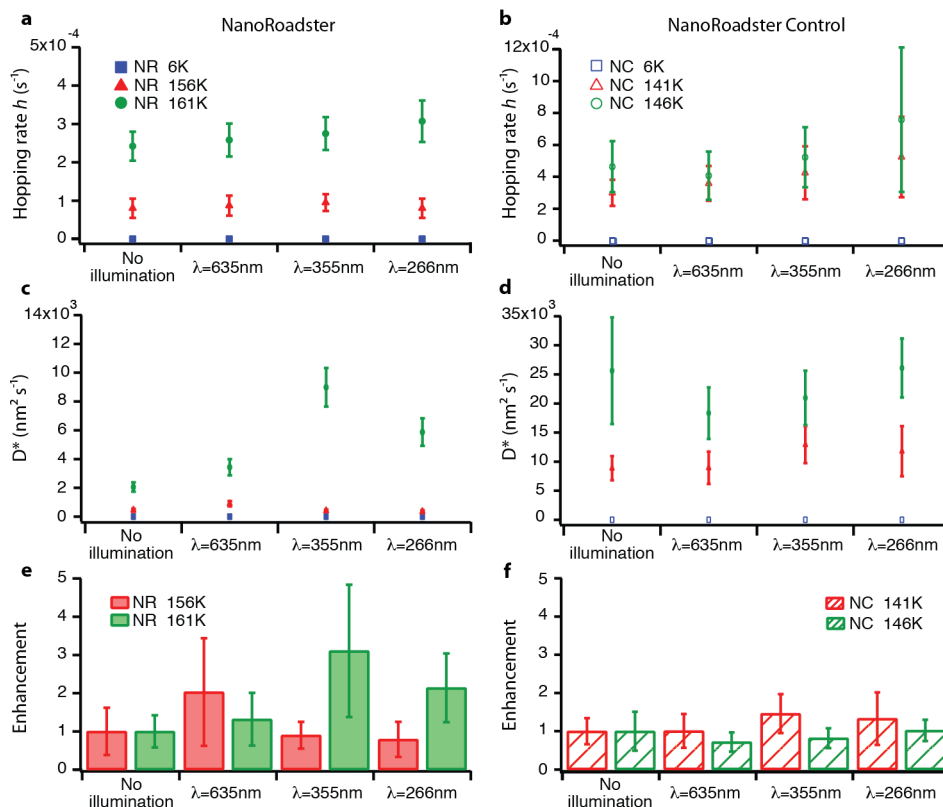 a
NanoRoadster
5x10⁻⁴
4
3
2
1
0
Hopping rate h (s⁻¹)
NR 6K
NR 156K
NR 161K
No
illumination
λ=635nm
λ=355nm
λ=266nm
b
NanoRoadster Control
12x10⁻⁴
10
8
6
4
2
0
Hopping rate h (s⁻¹)
NC 6K
NC 141K
NC 146K
No
illumination
λ=635nm
λ=355nm
λ=266nm
c
14x10³
12
10
8
6
4
2
0
D* (nm² s⁻¹)
No
illumination
λ=635nm
λ=355nm
λ=266nm
d
35x10³
30
25
20
15
10
5
0
D* (nm² s⁻¹)
No
illumination
λ=635nm
λ=355nm
λ=266nm
e
5
4
3
2
1
0
Enhancement
NR 156K
NR 161K
No
illumination
λ=635nm
λ=355nm
λ=266nm
f
5
4
3
2
1
0
Enhancement
NC 141K
NC 146K
No
illumination
λ=635nm
λ=355nm
λ=266nm